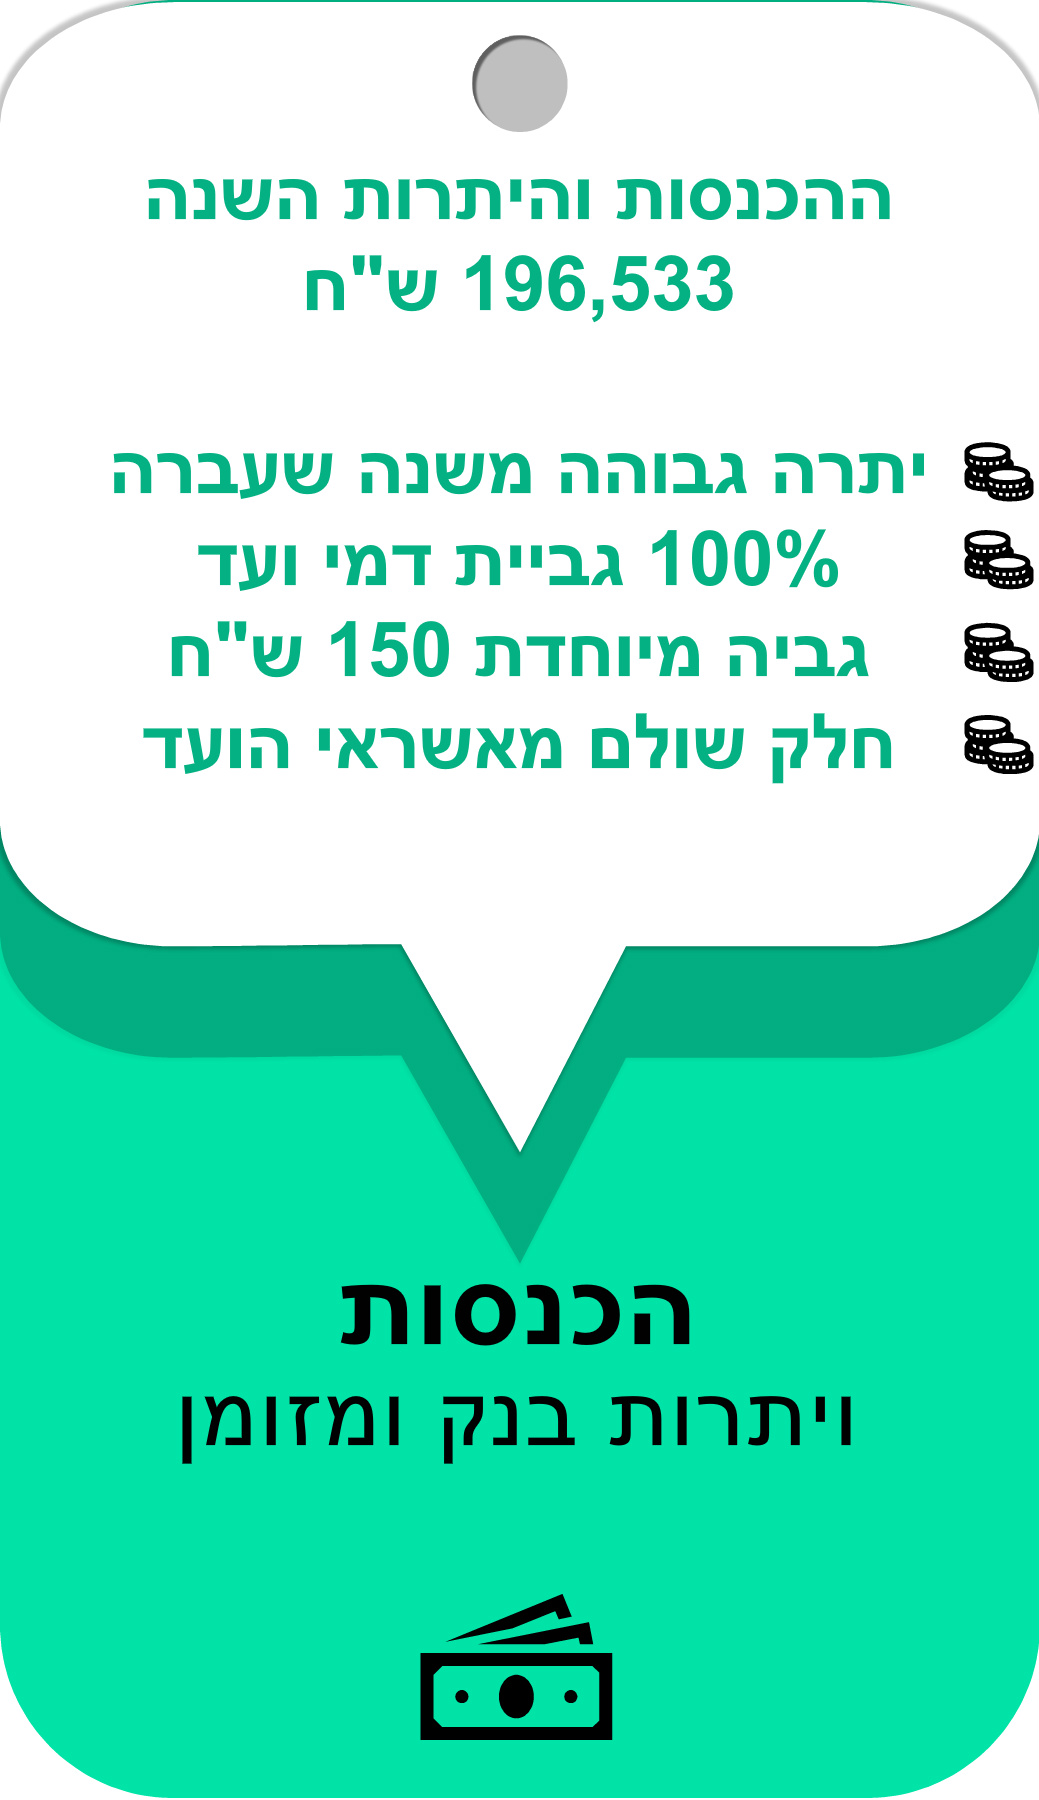 ההכנסות והיתרות השנה
196,533 ש"ח
יתרה גבוהה משנה שעברה
100% גביית דמי ועד
גביה מיוחדת 150 ש"ח
חלק שולם מאשראי הועד
הכנסות
ויתרות בנק ומזומן